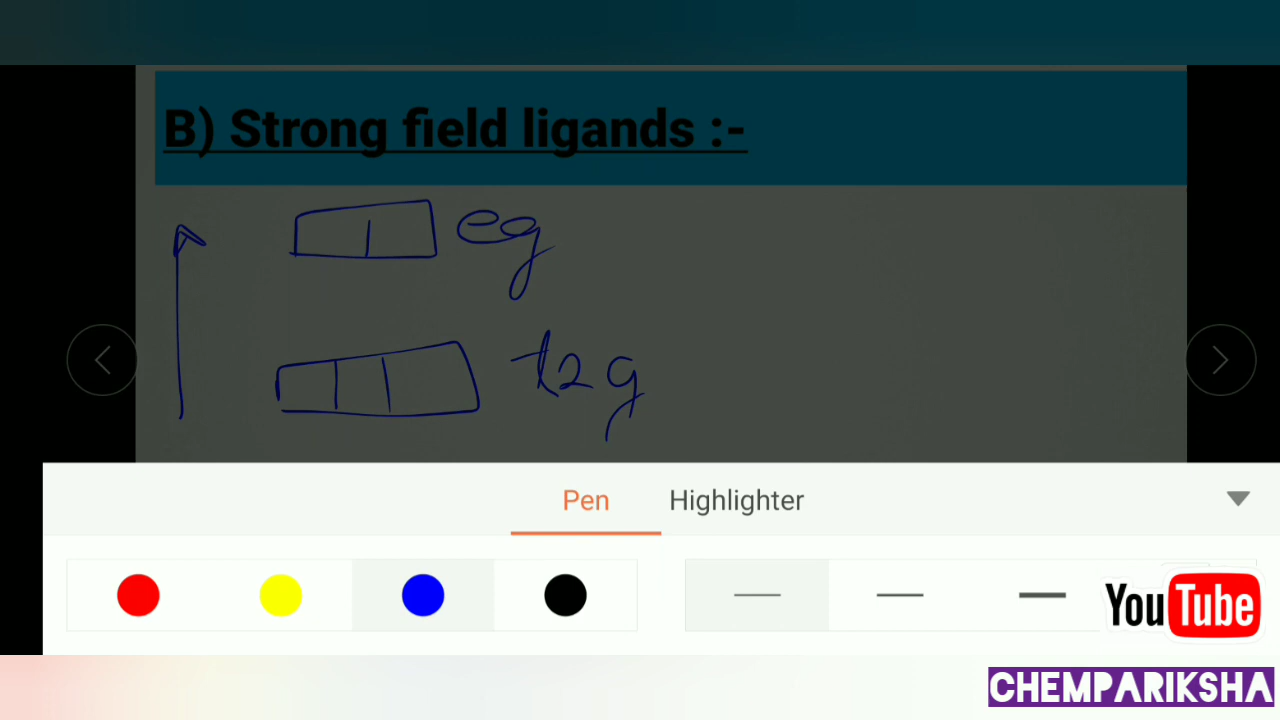 B) Strong field ligands :-
eg
t2g
Pen Highlighter
YouTube
CHEMPARIKSHA